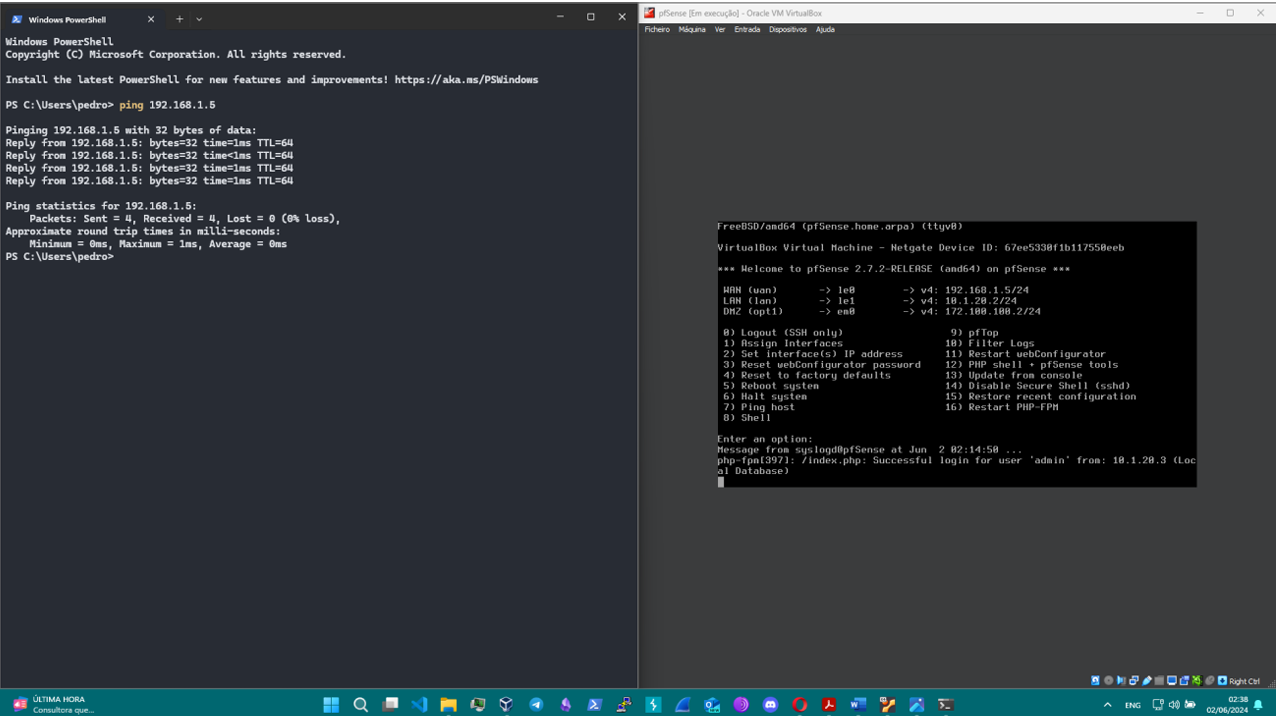 Windows PowerShell
Windows PowerShell
Copyright (C) Microsoft Corporation. All rights reserved.
Install the latest PowerShell for new features and improvements! https://aka.ms/PSWindows
PS C:\Users\pedro> ping 192.168.1.5
Pinging 192.168.1.5 with 32 bytes of data:
Reply from 192.168.1.5: bytes=32 time=1ms TTL=64
Reply from 192.168.1.5: bytes=32 time<1ms TTL=64
Reply from 192.168.1.5: bytes=32 time=1ms TTL=64
Reply from 192.168.1.5: bytes=32 time=1ms TTL=64
Ping statistics for 192.168.1.5:
Packets: Sent = 4, Received = 4, Lost = 0 (0% loss),
Approximate round trip times in milli-seconds:
Minimum = 0ms, Maximum = 1ms, Average = 0ms
PS C:\Users\pedro>
pfSense [Em execução] - Oracle VM VirtualBox
Ficheiro Máquina Ver Entrada Dispositivos Ajuda
FreeBSD/amd64 (pfSense.home.arpa) (ttyv0)
VirtualBox Virtual Machine - Netgate Device ID: 67ee5330f1b117550eeb
*** Welcome to pfSense 2.7.2-RELEASE (amd64) on pfSense ***
WAN (wan) -> le0 -> v4: 192.168.1.5/24
LAN (lan) -> le1 -> v4: 10.1.20.2/24
DMZ (opt1) -> em0 -> v4: 172.100.100.2/24
0) Logout (SSH only) 9) pfTop
1) Assign Interfaces 10) Filter Logs
2) Set interface(s) IP address 11) Restart webConfigurator
3) Reset webConfigurator password 12) PHP shell + pfSense tools
4) Reset to factory defaults 13) Update from console
5) Reboot system 14) Disable Secure Shell (sshd)
6) Halt system 15) Restore recent configuration
7) Ping host 16) Restart PHP-FPM
8) Shell
Enter an option:
Message from syslogd@pfSense at Jun 2 02:14:50 ...
php-fpm[397]: /index.php: Successful login for user 'admin' from: 10.1.20.3 (Loc
al Database)
Right Ctrl
ÚLTIMA HORA
Consultora que...
ENG
02:38
02/06/2024